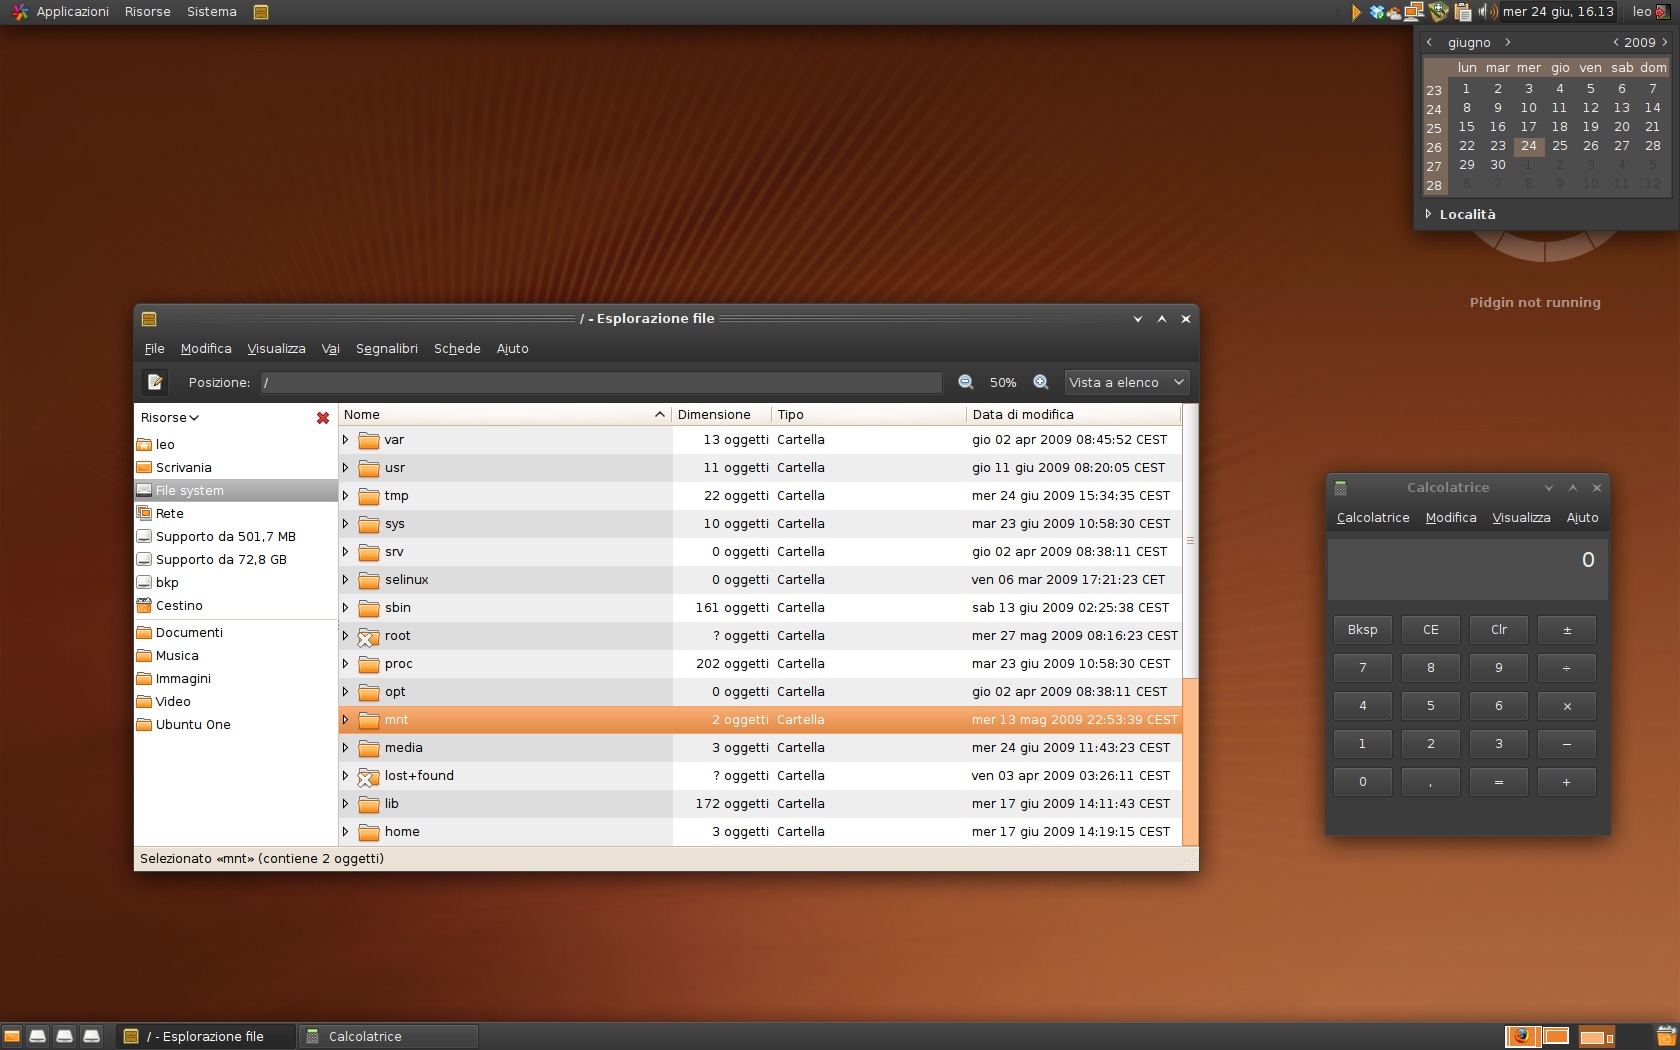 Applicazioni Risorse Sistema mer 24 giu, 16.13 leo
giugno 2009
lun mar mer gio ven sab dom
23 1 2 3 4 5 6 7
24 8 9 10 11 12 13 14
25 15 16 17 18 19 20 21
26 22 23 24 25 26 27 28
27 29 30 1 2 3 4 5
28 6 7 8 9 10 11 12
Località
Pidgin not running
/ - Esplorazione file
File Modifica Visualizza Vai Segnalibri Schede Aiuto
Posizione: / 50% Vista a elenco
Risorse
leo
Scrivania
File system
Rete
Supporto da 501,7 MB
Supporto da 72,8 GB
bkp
Cestino
Documenti
Musica
Immagini
Video
Ubuntu One
Nome Dimensione Tipo Data di modifica
var 13 oggetti Cartella gio 02 apr 2009 08:45:52 CEST
usr 11 oggetti Cartella gio 11 giu 2009 08:20:05 CEST
tmp 22 oggetti Cartella mer 24 giu 2009 15:34:35 CEST
sys 10 oggetti Cartella mar 23 giu 2009 10:58:30 CEST
srv 0 oggetti Cartella gio 02 apr 2009 08:38:11 CEST
selinux 0 oggetti Cartella ven 06 mar 2009 17:21:23 CET
sbin 161 oggetti Cartella sab 13 giu 2009 02:25:38 CEST
root ? oggetti Cartella mer 27 mag 2009 08:16:23 CEST
proc 202 oggetti Cartella mar 23 giu 2009 10:58:30 CEST
opt 0 oggetti Cartella gio 02 apr 2009 08:38:11 CEST
mnt 2 oggetti Cartella mer 13 mag 2009 22:53:39 CEST
media 3 oggetti Cartella mer 24 giu 2009 11:43:23 CEST
lost+found ? oggetti Cartella ven 03 apr 2009 03:26:11 CEST
lib 172 oggetti Cartella mer 17 giu 2009 14:11:43 CEST
home 3 oggetti Cartella mer 17 giu 2009 14:19:15 CEST
Selezionato «mnt» (contiene 2 oggetti)
Calcolatrice
Calcolatrice Modifica Visualizza Aiuto
0
Bksp CE Clr ±
7 8 9 ÷
4 5 6 ×
1 2 3 −
0 , = +
/ - Esplorazione file Calcolatrice